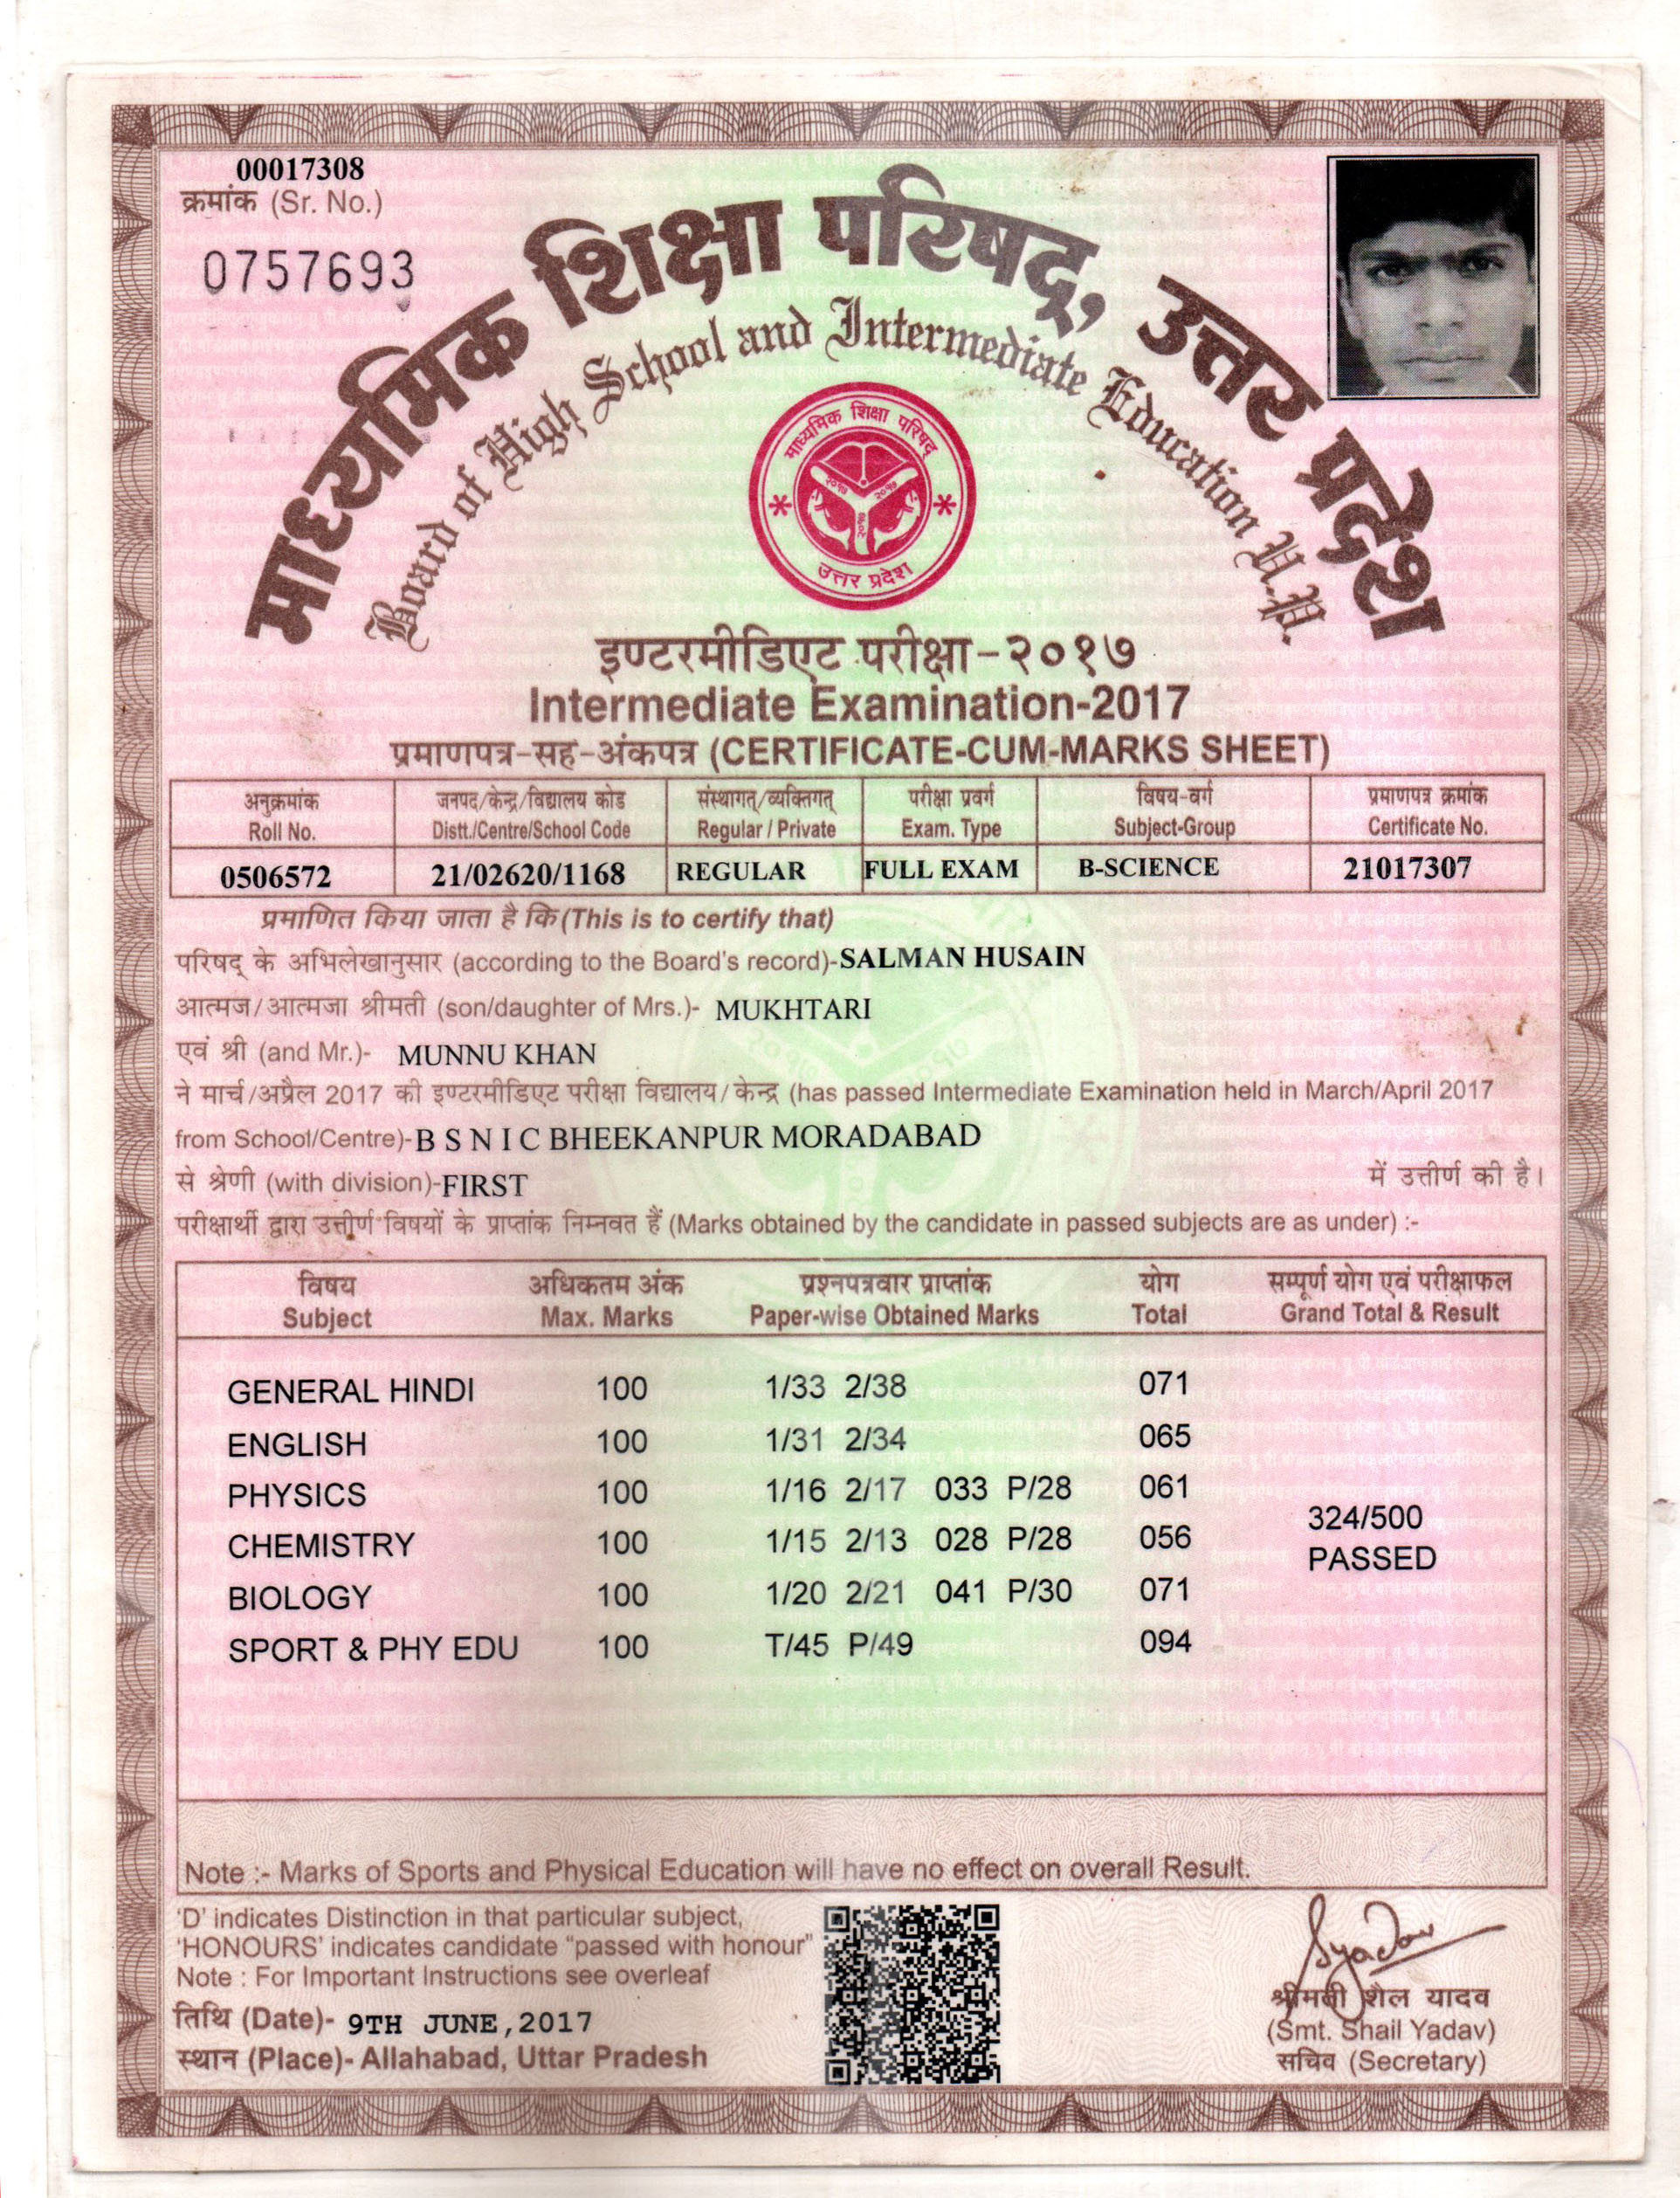 00017308
क्रमांक (Sr. No.)
0757693
माध्यमिक शिक्षा परिषद्, उत्तर प्रदेश
Board of High School and Intermediate Education U.P.
माध्यमिक शिक्षा परिषद्
२०१७ २०१७
२०१७
उत्तर प्रदेश
इण्टरमीडिएट परीक्षा-२०१७
Intermediate Examination-2017
प्रमाणपत्र-सह-अंकपत्र (CERTIFICATE-CUM-MARKS SHEET)
अनुक्रमांक जनपद/केन्द्र/विद्यालय कोड संस्थागत्/व्यक्तिगत् परीक्षा प्रवर्ग विषय-वर्ग प्रमाणपत्र क्रमांक
Roll No. Distt./Centre/School Code Regular / Private Exam. Type Subject-Group Certificate No.
0506572 21/02620/1168 REGULAR FULL EXAM B-SCIENCE 21017307
प्रमाणित किया जाता है कि (This is to certify that)
परिषद् के अभिलेखानुसार (according to the Board's record)-SALMAN HUSAIN
आत्मज/आत्मजा श्रीमती (son/daughter of Mrs.)- MUKHTARI
एवं श्री (and Mr.)- MUNNU KHAN
ने मार्च/अप्रैल 2017 की इण्टरमीडिएट परीक्षा विद्यालय/केन्द्र (has passed Intermediate Examination held in March/April 2017
from School/Centre)-B S N I C BHEEKANPUR MORADABAD
से श्रेणी (with division)-FIRST में उत्तीर्ण की है।
परीक्षार्थी द्वारा उत्तीर्ण विषयों के प्राप्तांक निम्नवत हैं (Marks obtained by the candidate in passed subjects are as under) :-
विषय अधिकतम अंक प्रश्नपत्रवार प्राप्तांक योग सम्पूर्ण योग एवं परीक्षाफल
Subject Max. Marks Paper-wise Obtained Marks Total Grand Total & Result
GENERAL HINDI 100 1/33 2/38 071
ENGLISH 100 1/31 2/34 065
PHYSICS 100 1/16 2/17 033 P/28 061
324/500
CHEMISTRY 100 1/15 2/13 028 P/28 056
PASSED
BIOLOGY 100 1/20 2/21 041 P/30 071
SPORT & PHY EDU 100 T/45 P/49 094
Note :- Marks of Sports and Physical Education will have no effect on overall Result.
'D' indicates Distinction in that particular subject,
'HONOURS' indicates candidate "passed with honour"
Note : For Important Instructions see overleaf
तिथि (Date)- 9TH JUNE,2017
स्थान (Place)- Allahabad, Uttar Pradesh
Syadav
श्रीमती शैल यादव
(Smt. Shail Yadav)
सचिव (Secretary)